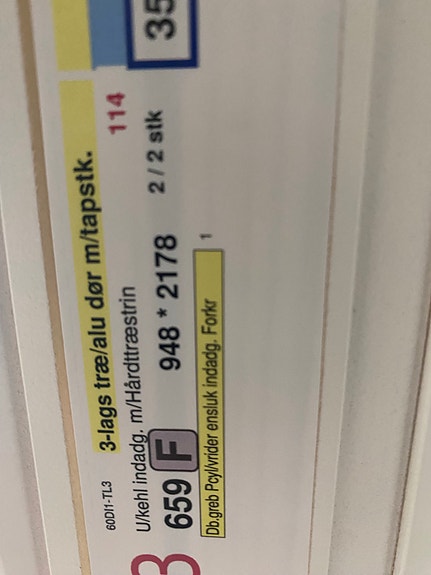 60DI1-TL3 3-lags træ/alu dør m/tapstk. 114
U/kehl indadg. m/Hårdttræstrin
659 F 948 * 2178 2 / 2 stk
Db.greb Pcyl/vrider ensluk indadg. Forkr 1
35